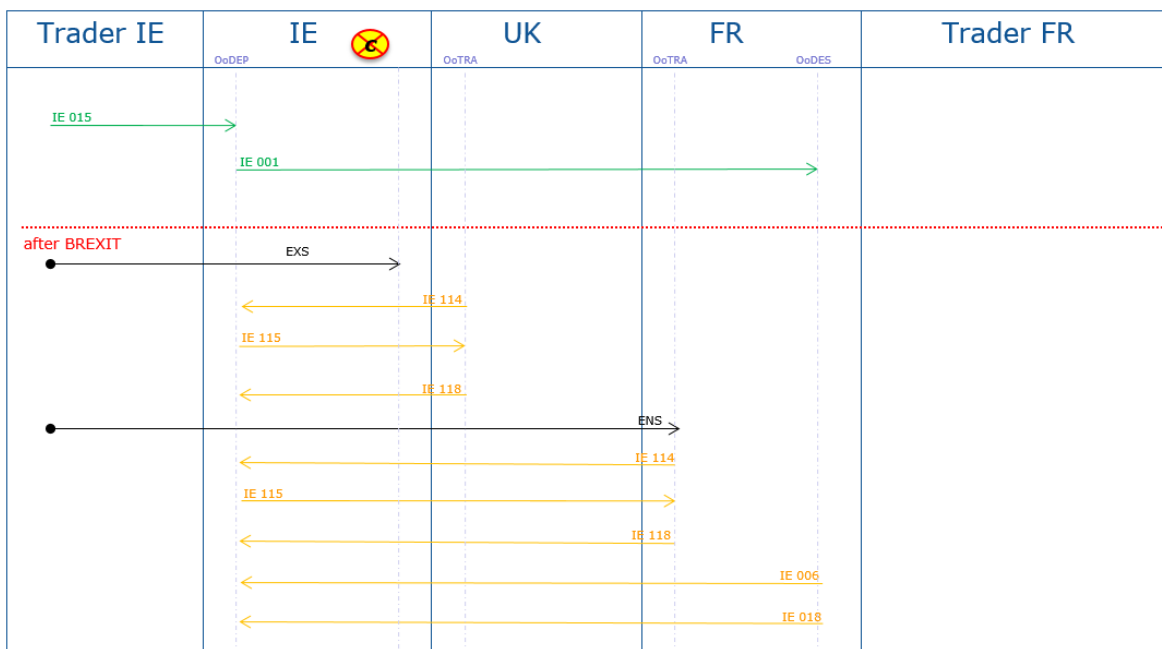 Trader IE
IE
UK
FR
Trader FR
C
OoDEP
OoTRA
OoTRA
OoDES
IE 015
IE 001
after BREXIT
EXS
IE 114
IE 115
IE 118
ENS
IE 114
IE 115
IE 118
IE 006
IE 018